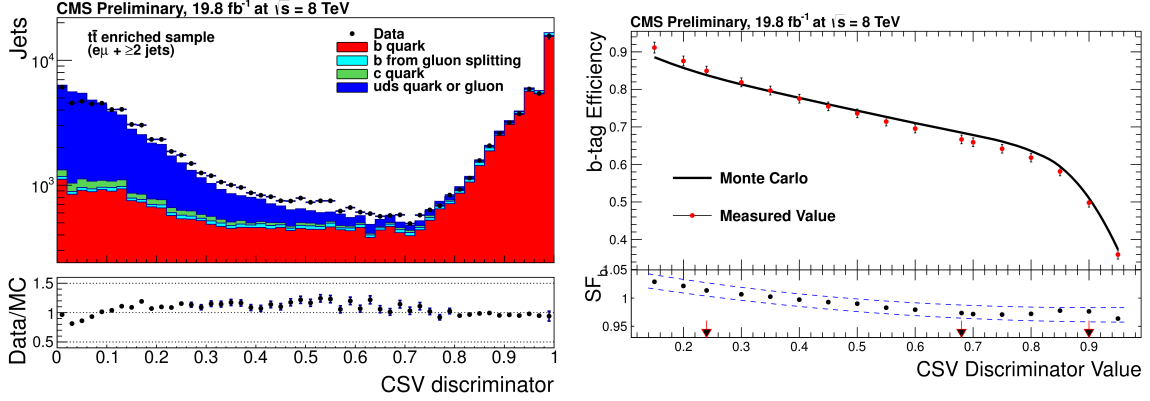 CMS Preliminary, 19.8 fb⁻¹ at √s = 8 TeV
Jets
tt̄ enriched sample
(eμ + ≥2 jets)
Data
b quark
b from gluon splitting
c quark
uds quark or gluon
10⁴
10³
Data/MC
1.5
1
0.5
0 0.1 0.2 0.3 0.4 0.5 0.6 0.7 0.8 0.9 1
CSV discriminator
CMS Preliminary, 19.8 fb⁻¹ at √s = 8 TeV
b-tag Efficiency
0.9
0.8
0.7
0.6
0.5
0.4
Monte Carlo
Measured Value
SF_b
1.05
1
0.95
0.2 0.3 0.4 0.5 0.6 0.7 0.8 0.9
CSV Discriminator Value